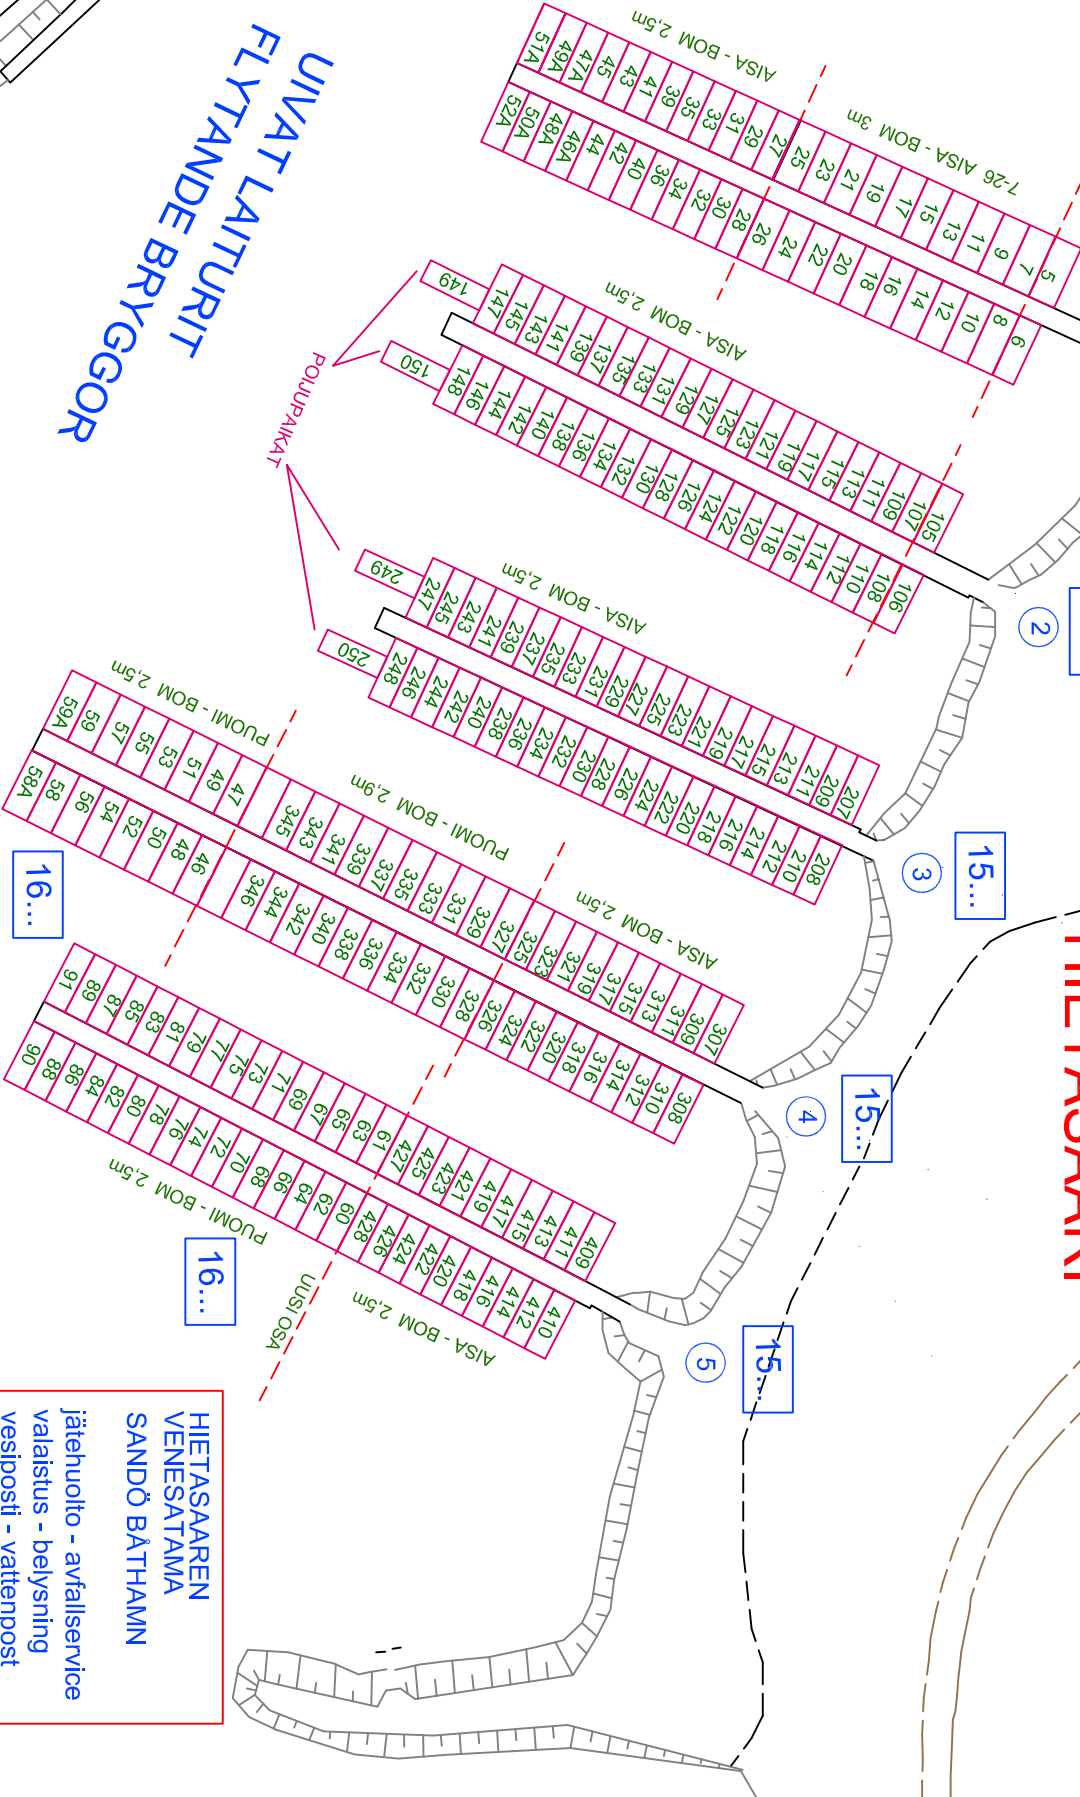 UIVAT LAITURIT
FLYTANDE BRYGGOR
AISA - BOM 2,5m
7-26 AISA - BOM 3m
51A 49A 47A 45 43 41 39 35 33 31 29 27 25 23 21 19 17 15 13 11 9 7 5
52A 50A 48A 46A 44 42 40 36 34 32 30 28 26 24 22 20 18 16 14 12 10 8 6
AISA - BOM 2,5m
149
147 145 143 141 139 137 135 133 131 129 127 125 123 121 119 117 115 113 111 109 107 105
150
148 146 144 142 140 138 136 134 132 130 128 126 124 122 120 118 116 114 112 110 108 106
2
POIJUPAIKAT
AISA - BOM 2,5m
249
247 245 243 241 239 237 235 233 231 229 227 225 223 221 219 217 215 213 211 209 207
250
248 246 244 242 240 238 236 234 232 230 228 226 224 222 220 218 216 214 212 210 208
3
15...
PUOMI - BOM 2,5m
PUOMI - BOM 2,9m
AISA - BOM 2,5m
59A 59 57 55 53 51 49 47 345 343 341 339 337 335 333 331 329 327 325 323 321 319 317 315 313 311 309 307
58A 58 56 54 52 50 48 46 346 344 342 340 338 336 334 332 330 328 326 324 322 320 318 316 314 312 310 308
4
15...
16...
91 89 87 85 83 81 79 77 75 73 71 69 67 65 63 61 427 425 423 421 419 417 415 413 411 409
90 88 86 84 82 80 78 76 74 72 70 68 66 64 62 60 428 426 424 422 420 418 416 414 412 410
PUOMI - BOM 2,5m
AISA - BOM 2,5m
5
15...
16...
UUSI OSA
HIETASAARI
HIETASAAREN
VENESATAMA
SANDÖ BÅTHAMN
jätehuolto - avfallservice
valaistus - belysning
vesiposti - vattenpost